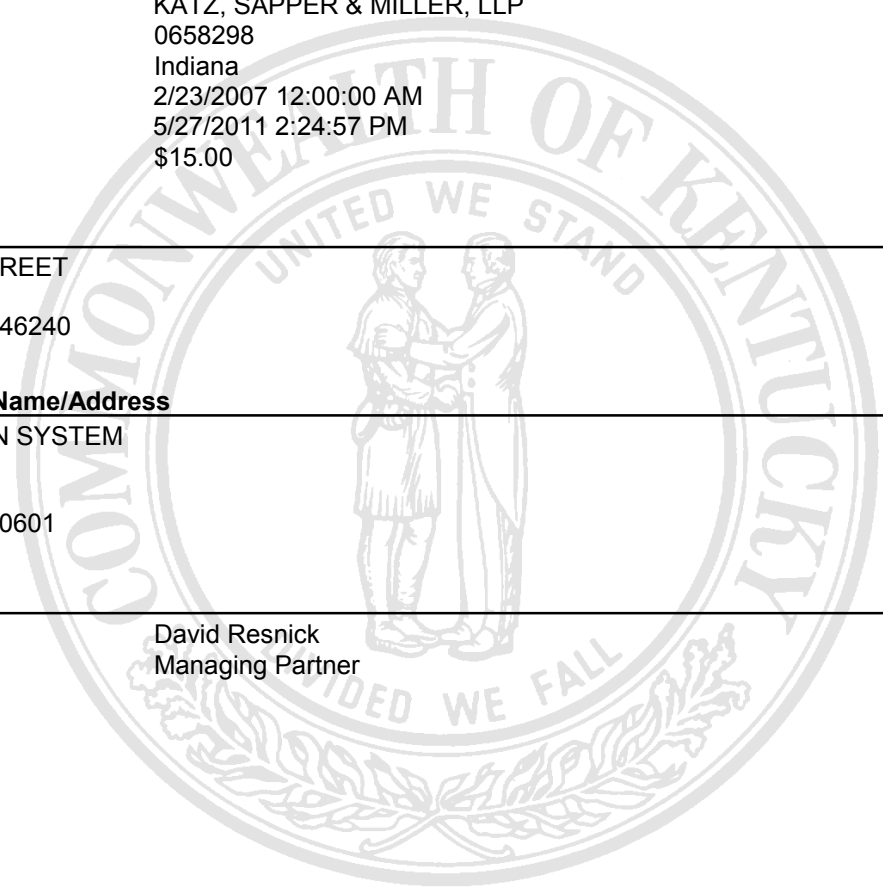 KATZ, SAPPER & MILLER, LLP
0658298
Indiana
2/23/2007 12:00:00 AM
5/27/2011 2:24:57 PM
$15.00
REET
46240
Name/Address
N SYSTEM
0601
David Resnick
Managing Partner
COMMONWEALTH OF KENTUCKY
UNITED WE STAND
DIVIDED WE FALL